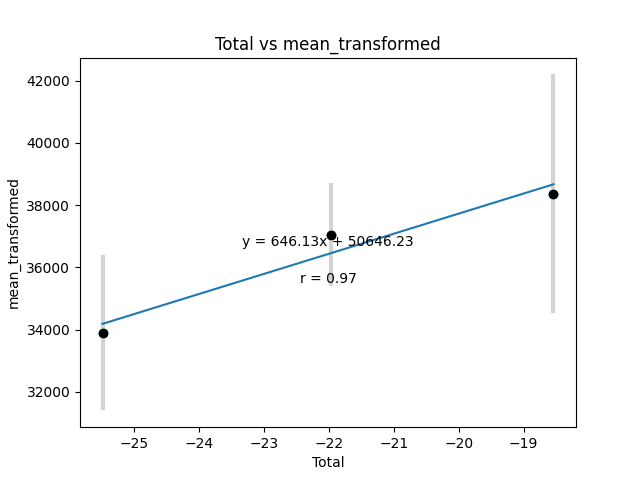 Total vs mean_transformed
42000
40000
38000
36000
34000
32000
mean_transformed
y = 646.13x + 50646.23
r = 0.97
−25
−24
−23
−22
−21
−20
−19
Total